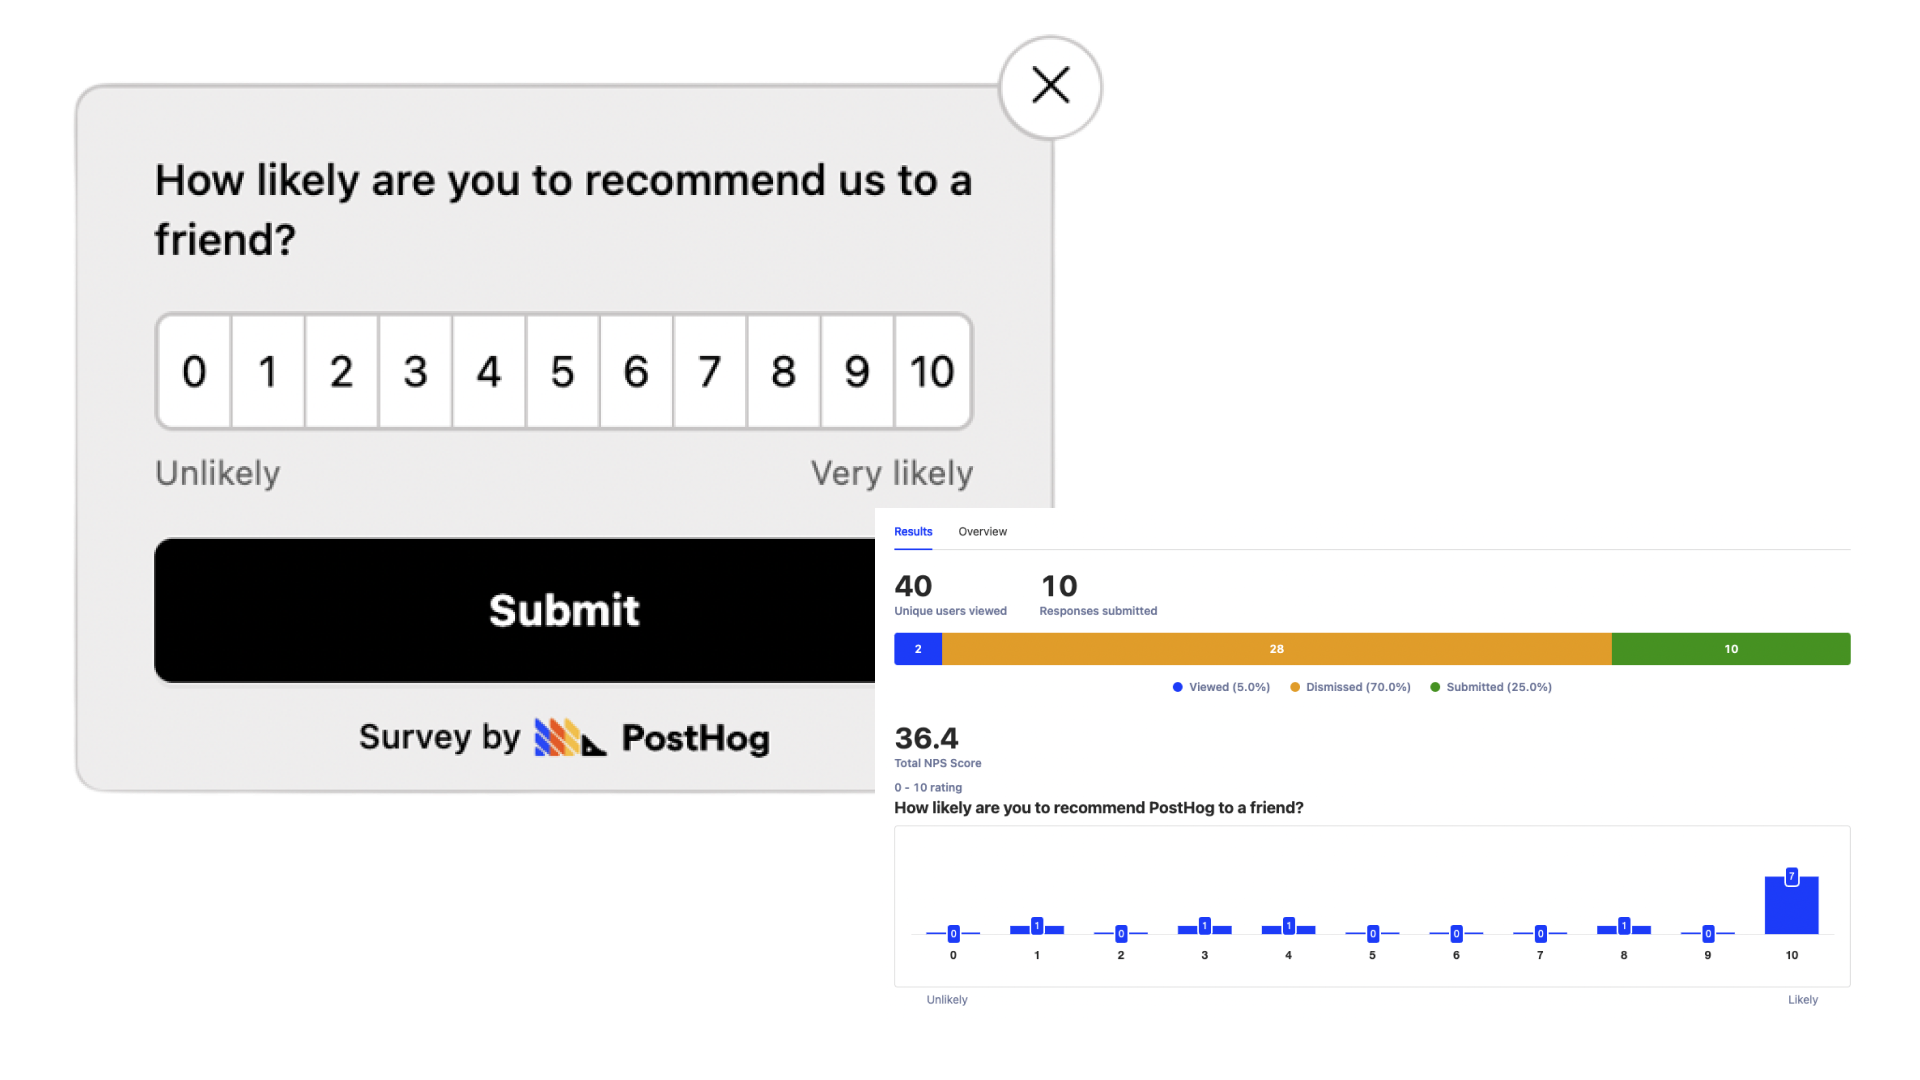 How likely are you to recommend us to a
friend?
0 1 2 3 4 5 6 7 8 9 10
Unlikely Very likely
Submit
Survey by PostHog
Results Overview
40 10
Unique users viewed Responses submitted
2 28 10
Viewed (5.0%) Dismissed (70.0%) Submitted (25.0%)
36.4
Total NPS Score
0 - 10 rating
How likely are you to recommend PostHog to a friend?
0 1 0 1 1 0 0 0 1 0 7
0 1 2 3 4 5 6 7 8 9 10
Unlikely Likely